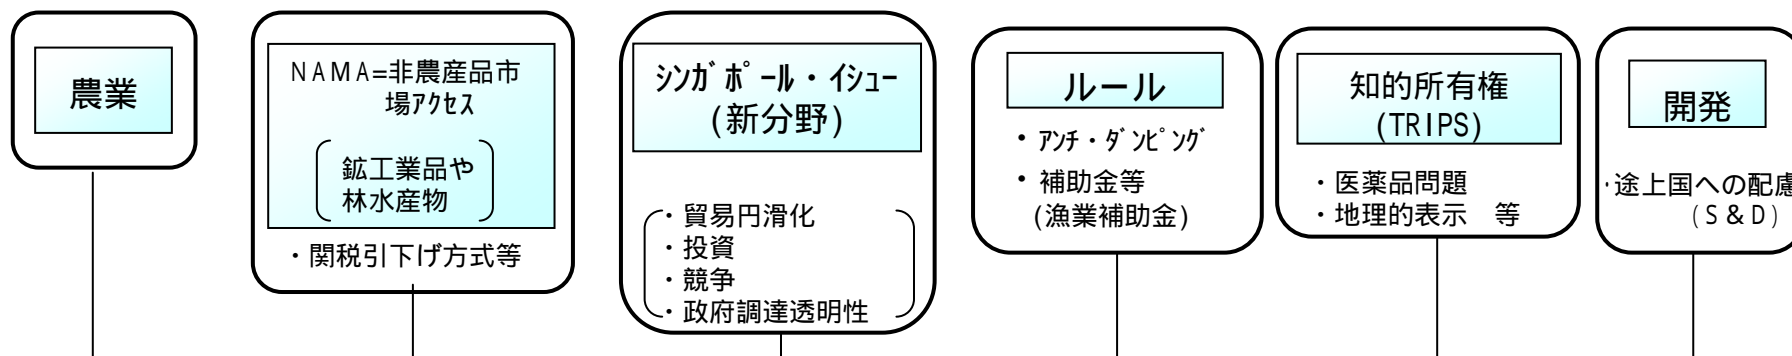 農業
NAMA=非農産品市
場ｱｸｾｽ
鉱工業品や
林水産物
・関税引下げ方式等
ｼﾝｶﾞﾎﾟｰﾙ・ｲｼｭｰ
(新分野)
・貿易円滑化
・投資
・競争
・政府調達透明性
ルール
・ｱﾝﾁ・ﾀﾞﾝﾋﾟﾝｸﾞ
・補助金等
(漁業補助金)
知的所有権
(TRIPS)
・医薬品問題
・地理的表示　等
開発
・途上国への配慮
(S&D)